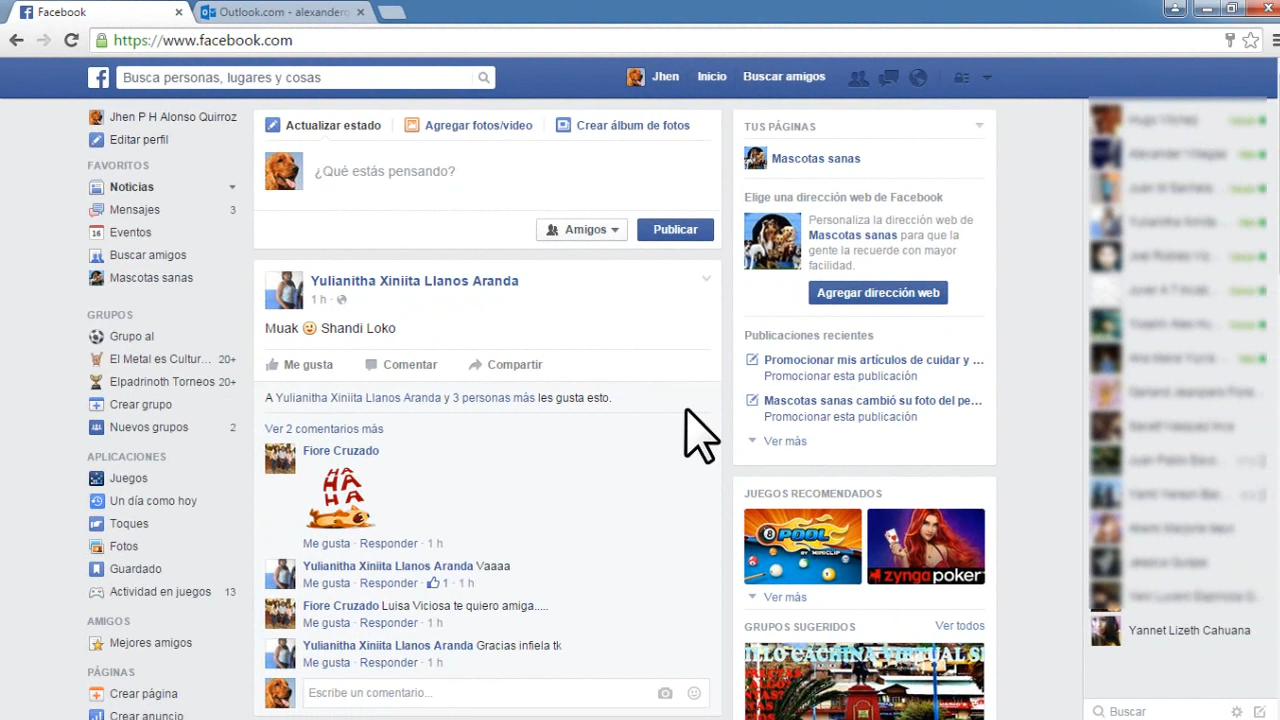 Facebook
Outlook.com - alexandero
https://www.facebook.com
Busca personas, lugares y cosas
Jhen
Inicio
Buscar amigos
Jhen P H Alonso Quirroz
Editar perfil
FAVORITOS
Noticias
Mensajes 3
16 Eventos
Buscar amigos
Mascotas sanas
GRUPOS
Grupo al
El Metal es Cultur... 20+
Elpadrinoth Torneos 20+
Crear grupo
Nuevos grupos 2
APLICACIONES
Juegos
Un día como hoy
Toques
Fotos
Guardado
Actividad en juegos 13
AMIGOS
Mejores amigos
PÁGINAS
Crear página
Crear anuncio
Actualizar estado
Agregar fotos/video
Crear álbum de fotos
¿Qué estás pensando?
Amigos
Publicar
Yulianitha Xiniita Llanos Aranda
1 h
Muak Shandi Loko
Me gusta
Comentar
Compartir
A Yulianitha Xiniita Llanos Aranda y 3 personas más les gusta esto.
Ver 2 comentarios más
Fiore Cruzado
HA
HA
Me gusta · Responder · 1 h
Yulianitha Xiniita Llanos Aranda Vaaaa
Me gusta · Responder · 1 · 1 h
Fiore Cruzado Luisa Viciosa te quiero amiga.....
Me gusta · Responder · 1 h
Yulianitha Xiniita Llanos Aranda Gracias infiela tk
Me gusta · Responder · 1 h
Escribe un comentario...
TUS PÁGINAS
Mascotas sanas
Elige una dirección web de Facebook
Personaliza la dirección web de
Mascotas sanas para que la
gente la recuerde con mayor
facilidad.
Agregar dirección web
Publicaciones recientes
Promocionar mis artículos de cuidar y ...
Promocionar esta publicación
Mascotas sanas cambió su foto del pe...
Promocionar esta publicación
Ver más
JUEGOS RECOMENDADOS
8 POOL
BY MINICLIP
zynga poker
Ver más
GRUPOS SUGERIDOS
Ver todos
CACHINA VIRTUAL
Yannet Lizeth Cahuana
Buscar